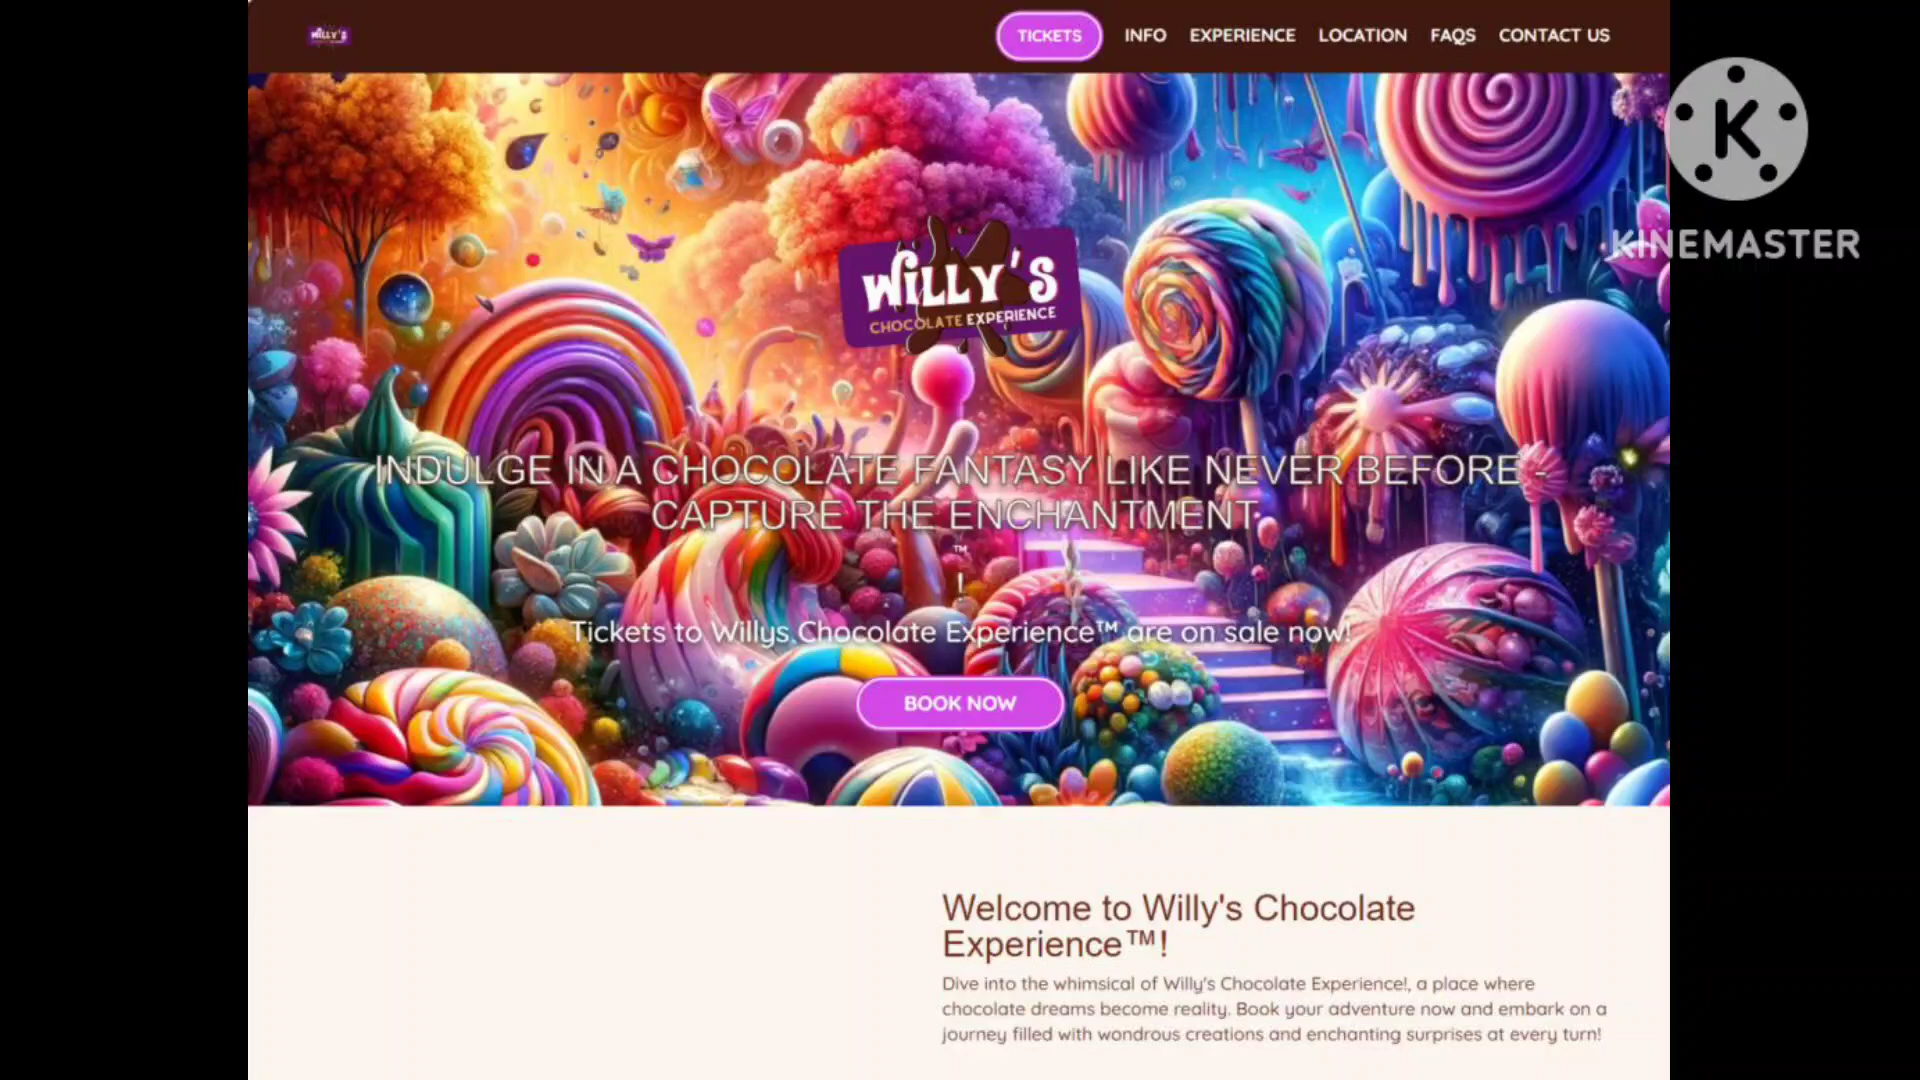 WILLY'S
TICKETS
INFO
EXPERIENCE
LOCATION
FAQS
CONTACT US
K
KINEMASTER
WILLY'S
CHOCOLATE EXPERIENCE
INDULGE IN A CHOCOLATE FANTASY LIKE NEVER BEFORE -
CAPTURE THE ENCHANTMENT
™
!
Tickets to Willys Chocolate Experience™ are on sale now!
BOOK NOW
Welcome to Willy's Chocolate
Experience™!
Dive into the whimsical of Willy's Chocolate Experience!, a place where
chocolate dreams become reality. Book your adventure now and embark on a
journey filled with wondrous creations and enchanting surprises at every turn!